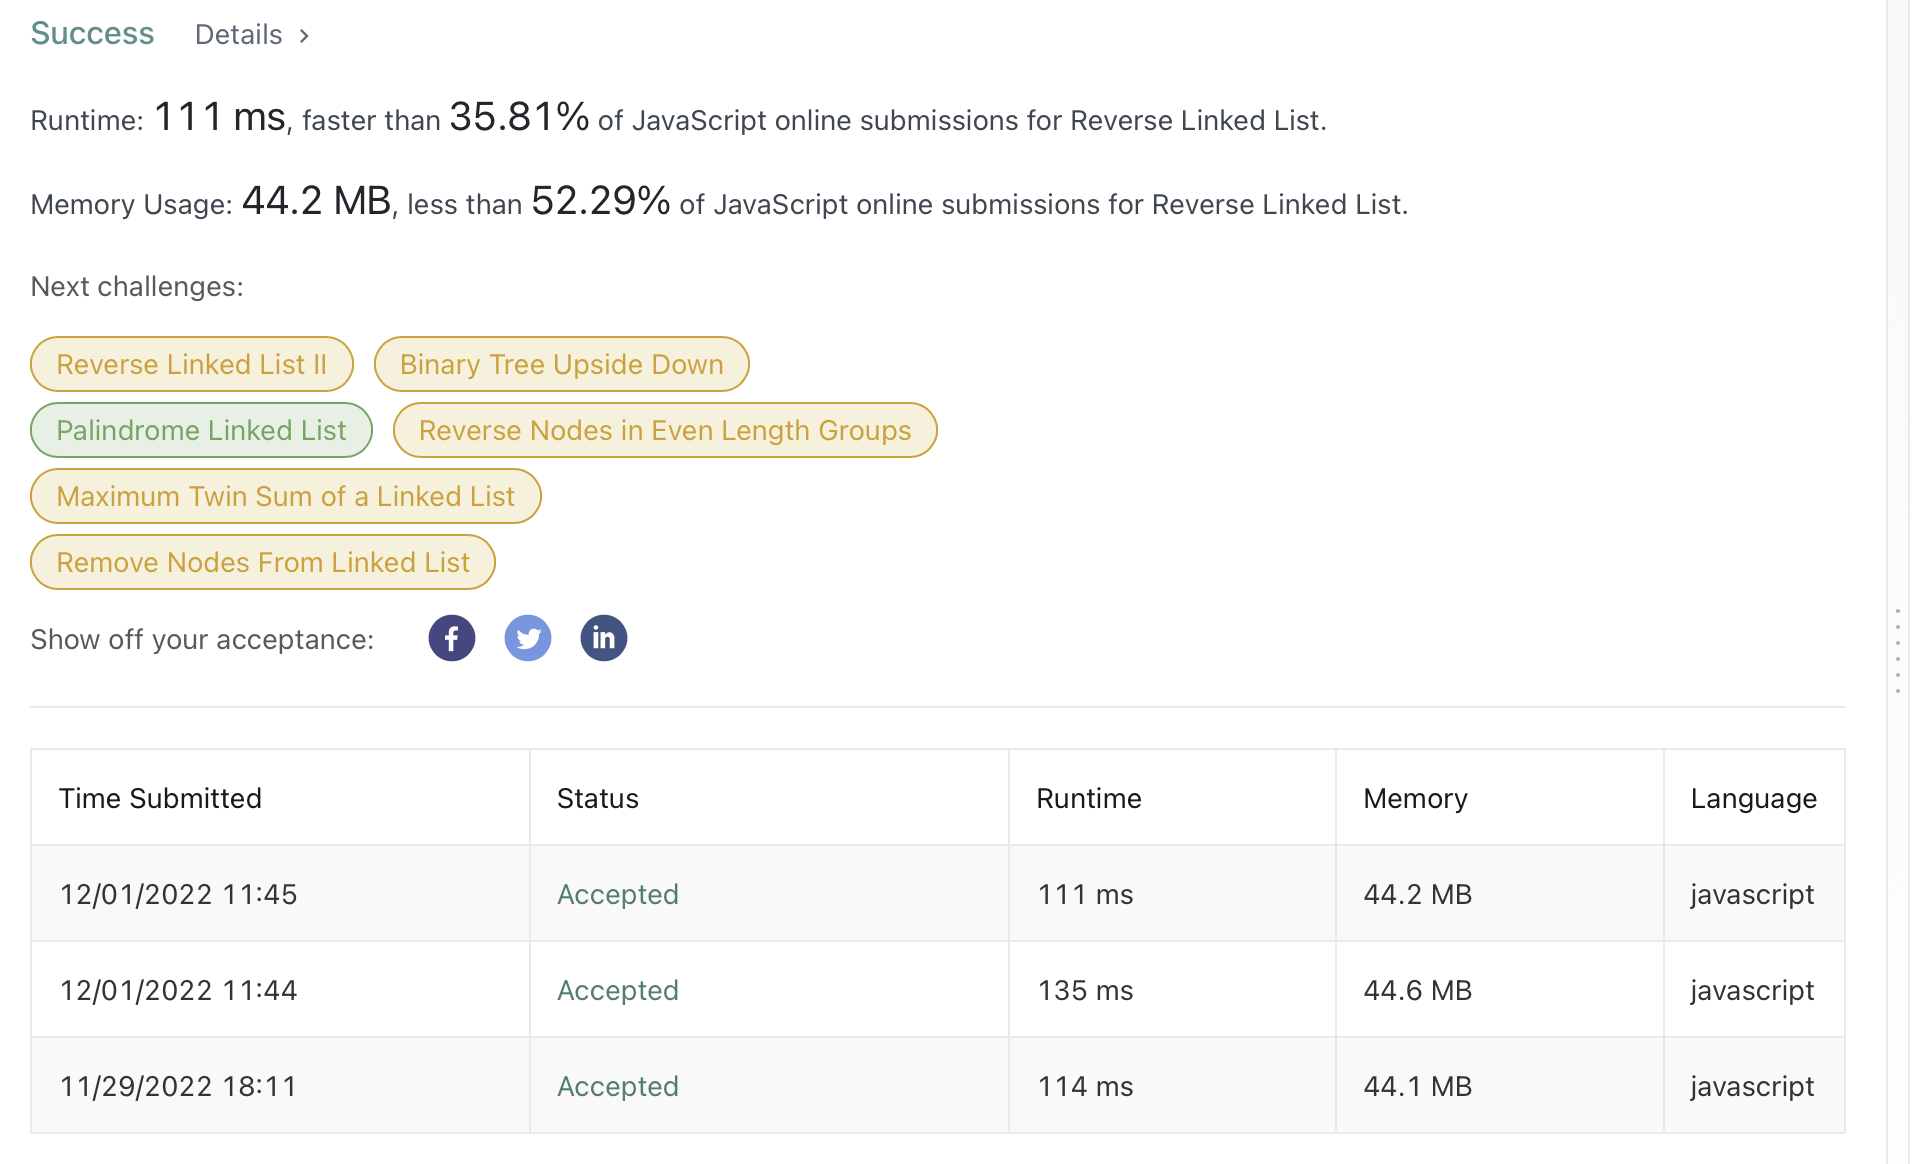 Success Details >
Runtime: 111 ms, faster than 35.81% of JavaScript online submissions for Reverse Linked List.
Memory Usage: 44.2 MB, less than 52.29% of JavaScript online submissions for Reverse Linked List.
Next challenges:
Reverse Linked List II Binary Tree Upside Down
Palindrome Linked List Reverse Nodes in Even Length Groups
Maximum Twin Sum of a Linked List
Remove Nodes From Linked List
Show off your acceptance: f in
Time Submitted Status Runtime Memory Language
12/01/2022 11:45 Accepted 111 ms 44.2 MB javascript
12/01/2022 11:44 Accepted 135 ms 44.6 MB javascript
11/29/2022 18:11 Accepted 114 ms 44.1 MB javascript